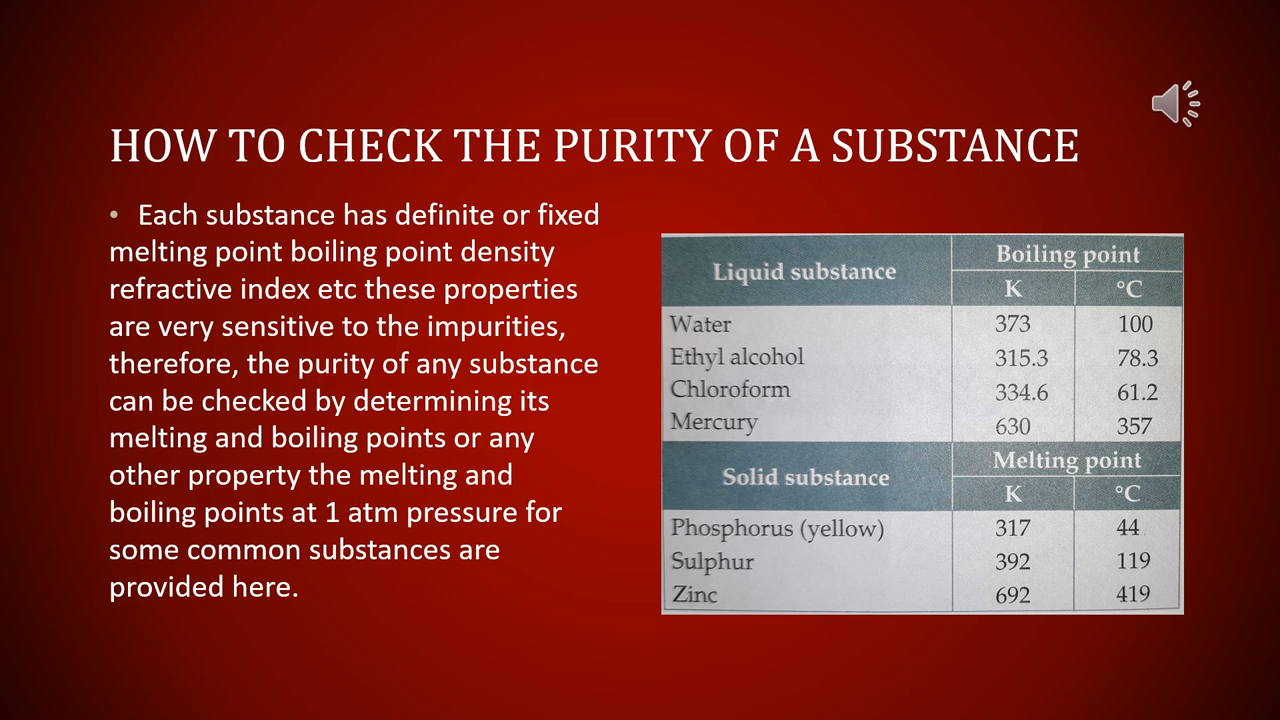 HOW TO CHECK THE PURITY OF A SUBSTANCE
• Each substance has definite or fixed
melting point boiling point density
refractive index etc these properties
are very sensitive to the impurities,
therefore, the purity of any substance
can be checked by determining its
melting and boiling points or any
other property the melting and
boiling points at 1 atm pressure for
some common substances are
provided here.
Liquid substance Boiling point
K °C
Water 373 100
Ethyl alcohol 315.3 78.3
Chloroform 334.6 61.2
Mercury 630 357
Solid substance Melting point
K °C
Phosphorus (yellow) 317 44
Sulphur 392 119
Zinc 692 419